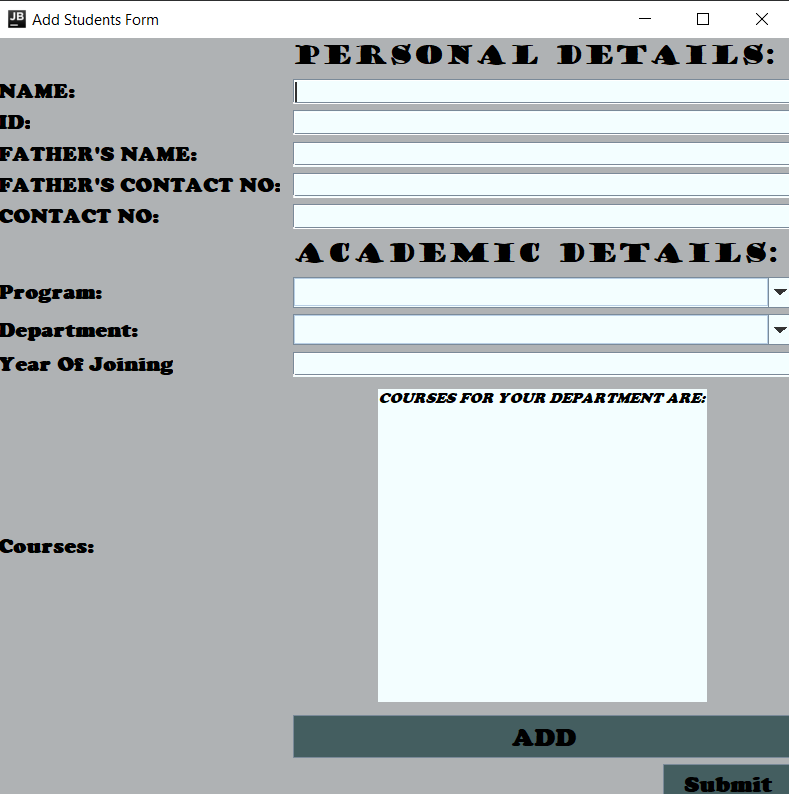 JB Add Students Form
PERSONAL DETAILS:
NAME:
ID:
FATHER'S NAME:
FATHER'S CONTACT NO:
CONTACT NO:
ACADEMIC DETAILS:
Program:
Department:
Year Of Joining
COURSES FOR YOUR DEPARTMENT ARE:
Courses:
ADD
Submit